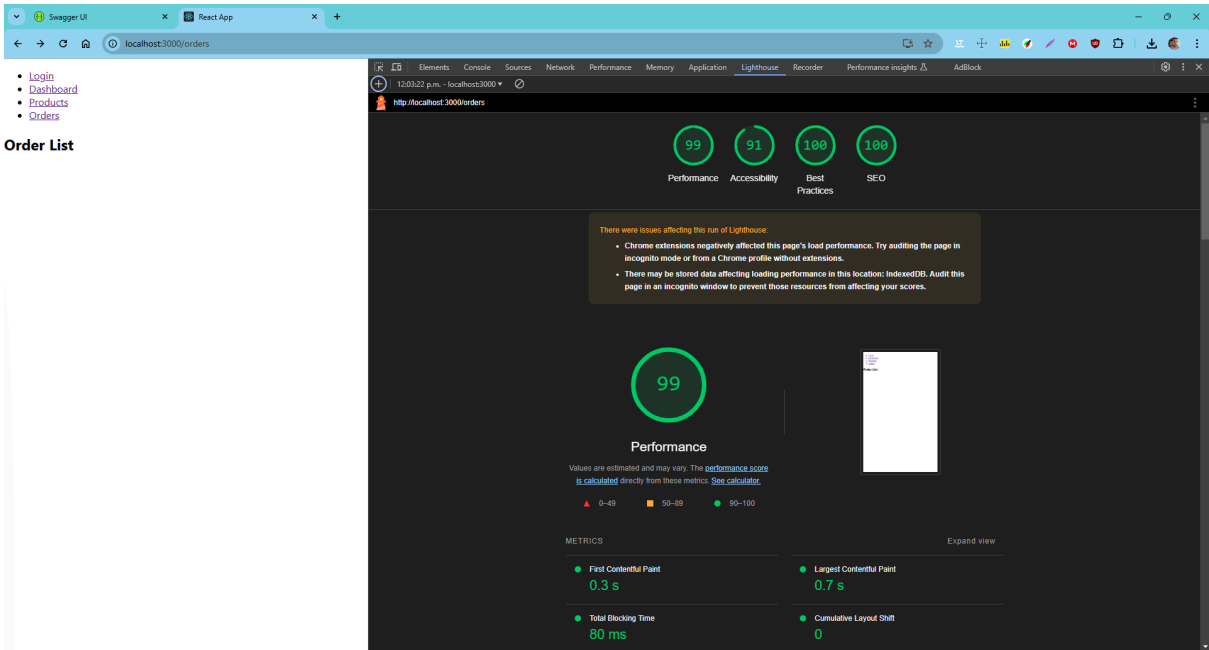 Swagger UI
React App
localhost:3000/orders
Login
Dashboard
Products
Orders
Order List
Elements Console Sources Network Performance Memory Application Lighthouse Recorder Performance insights AdBlock
12:03:22 p.m. - localhost:3000
http://localhost:3000/orders
99 91 100 100
Performance Accessibility Best Practices SEO
There were issues affecting this run of Lighthouse:
Chrome extensions negatively affected this page's load performance. Try auditing the page in
incognito mode or from a Chrome profile without extensions.
There may be stored data affecting loading performance in this location: IndexedDB. Audit this
page in an incognito window to prevent those resources from affecting your scores.
99
Performance
Values are estimated and may vary. The performance score
is calculated directly from these metrics. See calculator.
0–49 50–89 90–100
METRICS Expand view
First Contentful Paint
0.3 s
Largest Contentful Paint
0.7 s
Total Blocking Time
80 ms
Cumulative Layout Shift
0